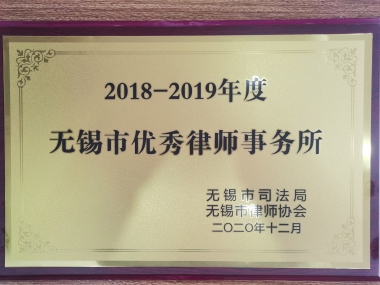 2018-2019年度
无锡市优秀律师事务所
无锡市司法局
无锡市律师协会
二〇二〇年十二月